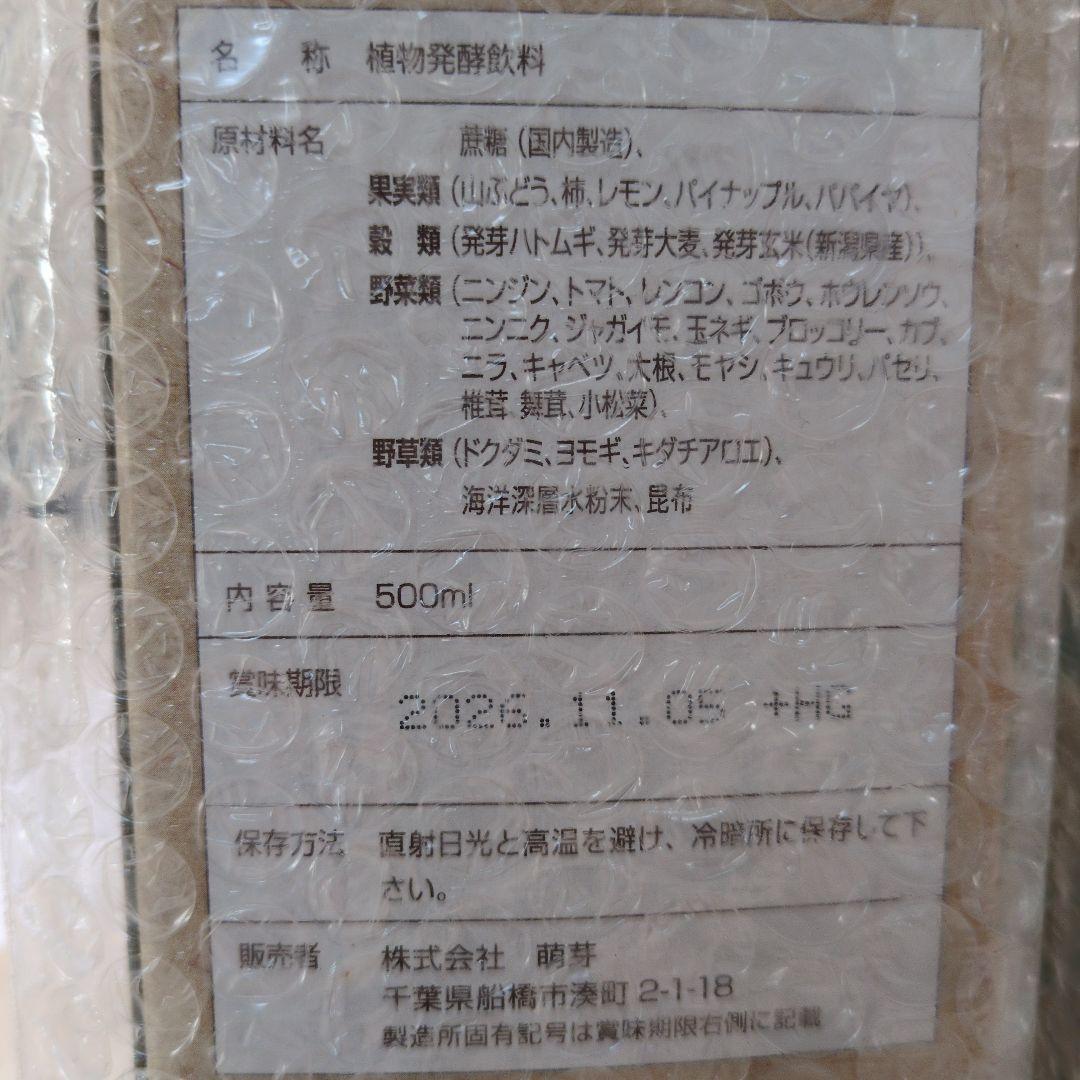 名称 植物発酵飲料
原材料名 蔗糖(国内製造)、
果実類(山ぶどう、柿、レモン、パイナップル、パパイヤ)、
穀類(発芽ハトムギ、発芽大麦、発芽玄米(新潟県産))、
野菜類(ニンジン、トマト、レンコン、ゴボウ、ホウレンソウ、
ニンニク、ジャガイモ、玉ネギ、ブロッコリー、カブ、
ニラ、キャベツ、大根、モヤシ、キュウリ、パセリ、
椎茸、舞茸、小松菜)、
野草類(ドクダミ、ヨモギ、キダチアロエ)、
海洋深層水粉末、昆布
内容量 500ml
賞味期限 2026.11.05 +HG
保存方法 直射日光と高温を避け、冷暗所に保存して下
さい。
販売者 株式会社 萌芽
千葉県船橋市湊町2-1-18
製造所固有記号は賞味期限右側に記載